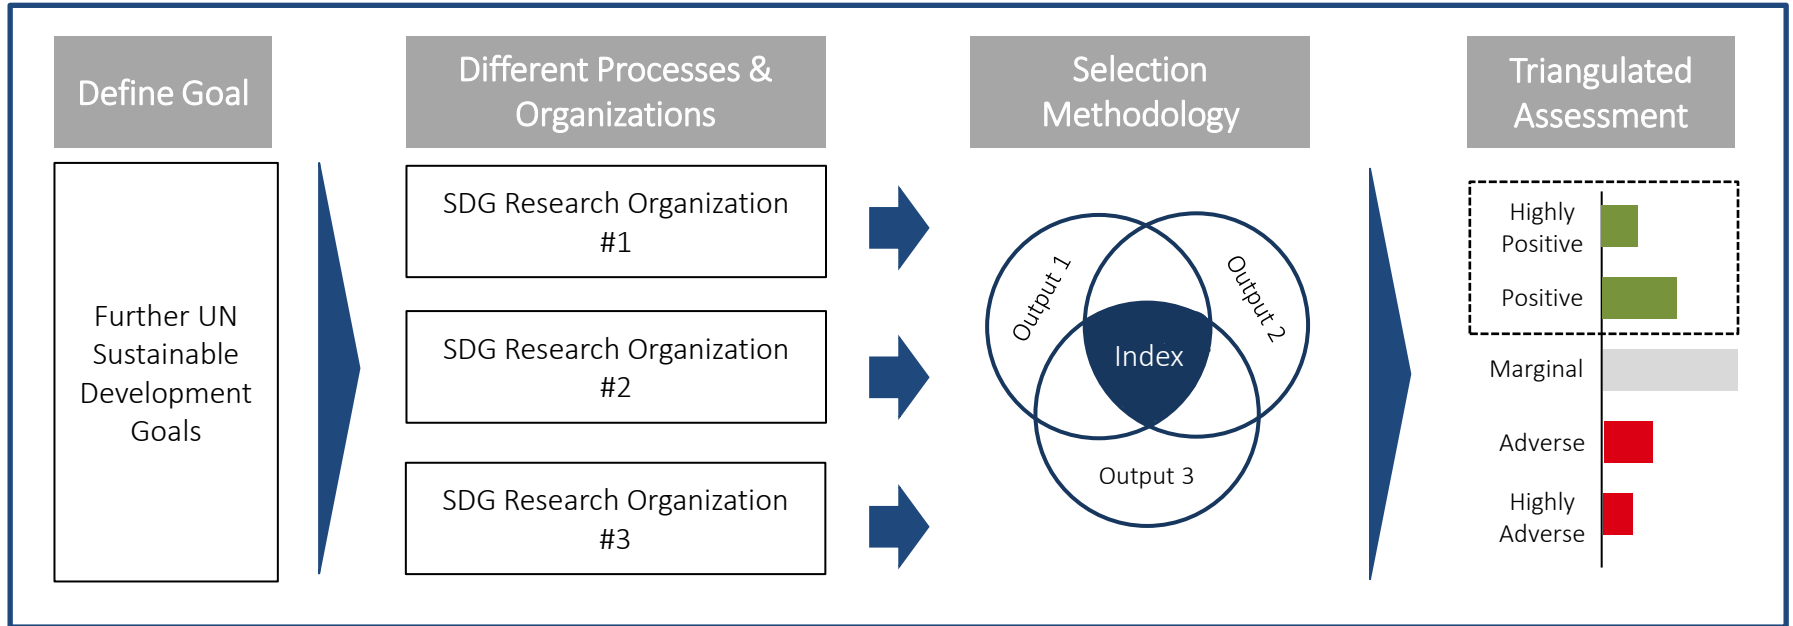 Define Goal
Different Processes &
Organizations
Selection
Methodology
Triangulated
Assessment
Further UN
Sustainable
Development
Goals
SDG Research Organization
#1
SDG Research Organization
#2
SDG Research Organization
#3
Output 1
Output 2
Index
Output 3
Highly
Positive
Positive
Marginal
Adverse
Highly
Adverse